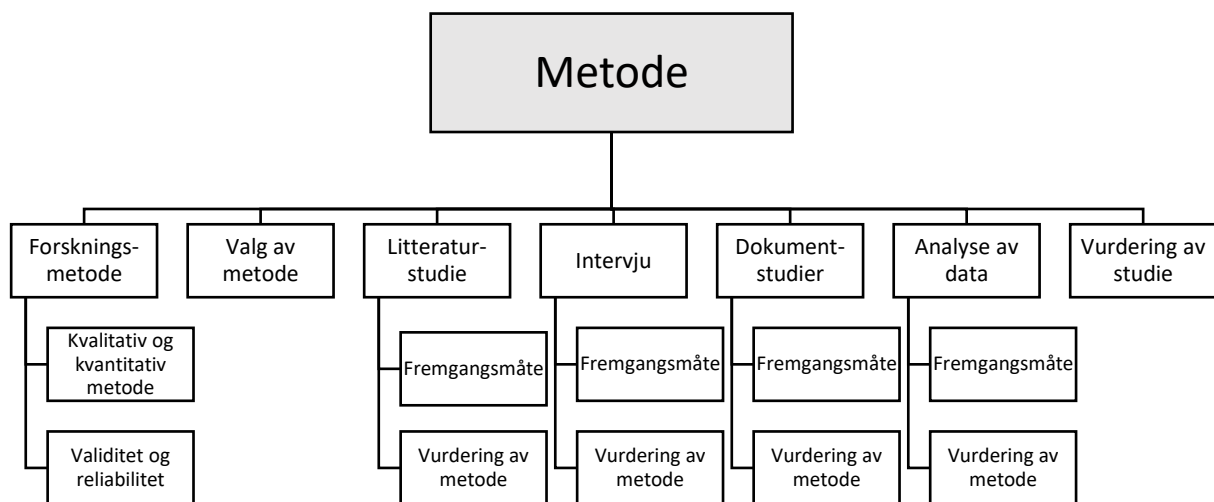 Metode
Forsknings-
metode
Valg av
metode
Litteratur-
studie
Intervju
Dokument-
studier
Analyse av
data
Vurdering av
studie
Kvalitativ og
kvantitativ
metode
Fremgangsmåte
Fremgangsmåte
Fremgangsmåte
Fremgangsmåte
Validitet og
reliabilitet
Vurdering av
metode
Vurdering av
metode
Vurdering av
metode
Vurdering av
metode